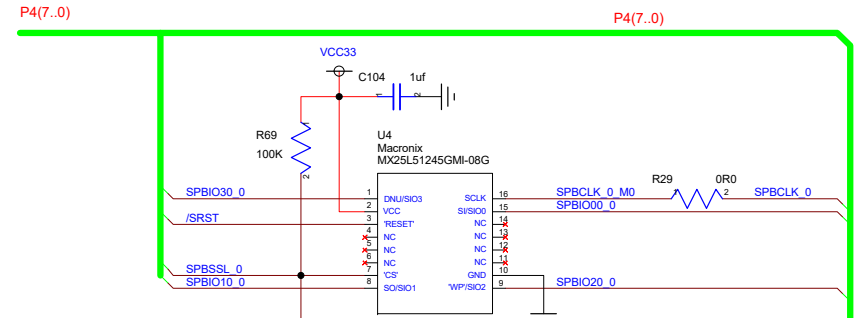 P4(7..0)
P4(7..0)
VCC33
C104
1uf
1
2
R69
100K
1
2
U4
Macronix
MX25L51245GMI-08G
R29
0R0
1
2
SPBIO30_0
1
DNU/SIO3
SCLK
16
SPBCLK_0_M0
SPBCLK_0
2
VCC
SI/SIO0
15
SPBIO00_0
/SRST
3
'RESET'
NC
14
4
NC
NC
13
5
NC
NC
12
6
NC
NC
11
SPBSSL_0
7
'CS'
GND
10
SPBIO10_0
8
SO/SIO1
'WP'/SIO2
9
SPBIO20_0